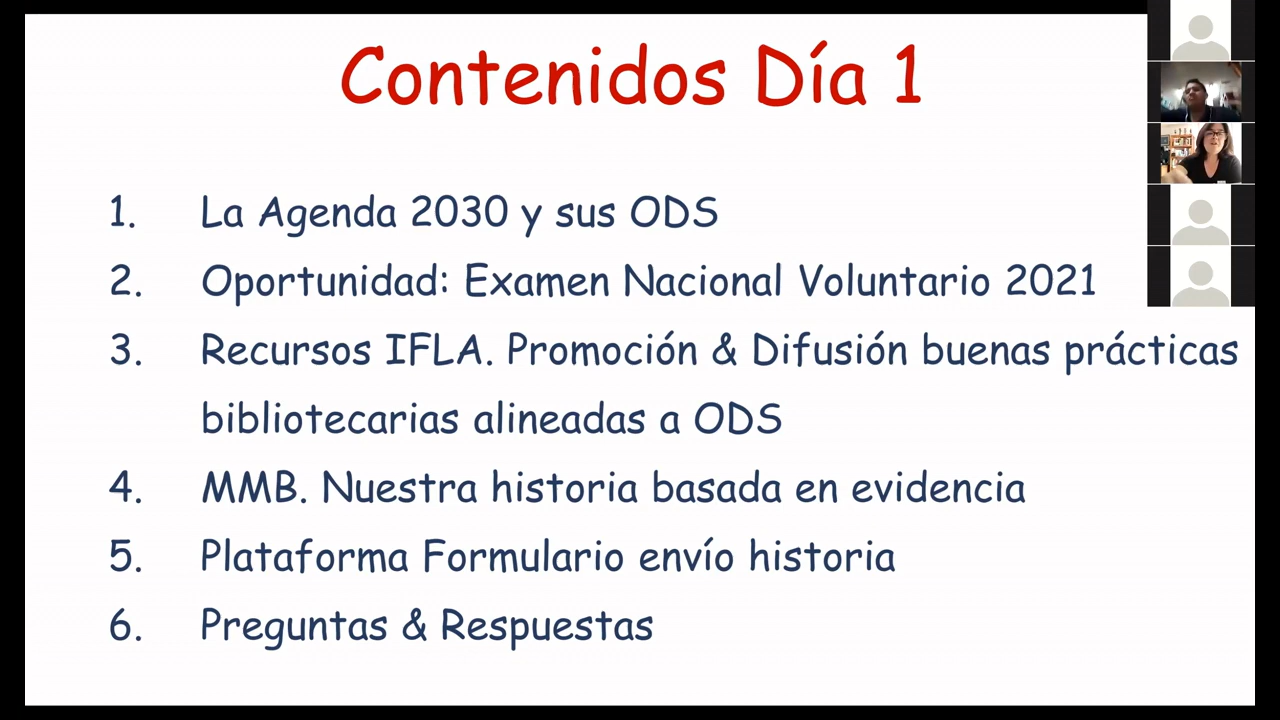 Contenidos Día 1
1. La Agenda 2030 y sus ODS
2. Oportunidad: Examen Nacional Voluntario 2021
3. Recursos IFLA. Promoción & Difusión buenas prácticas
bibliotecarias alineadas a ODS
4. MMB. Nuestra historia basada en evidencia
5. Plataforma Formulario envío historia
6. Preguntas & Respuestas